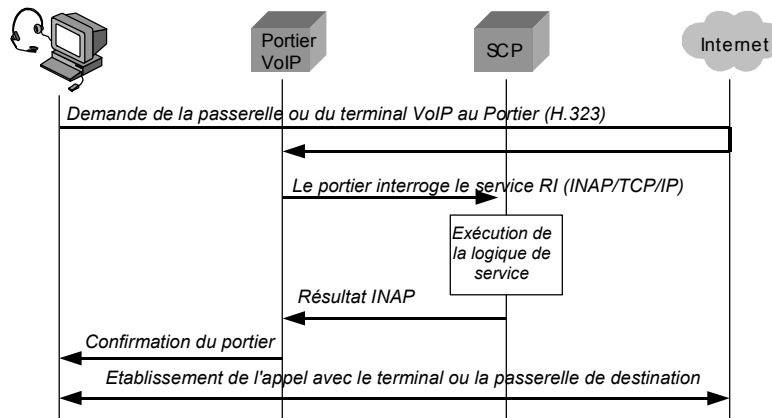 Portier
VoIP
SCP
Internet
Demande de la passerelle ou du terminal VoIP au Portier (H.323)
Le portier interroge le service RI (INAP/TCP/IP)
Exécution de
la logique de
service
Résultat INAP
Confirmation du portier
Etablissement de l'appel avec le terminal ou la passerelle de destination